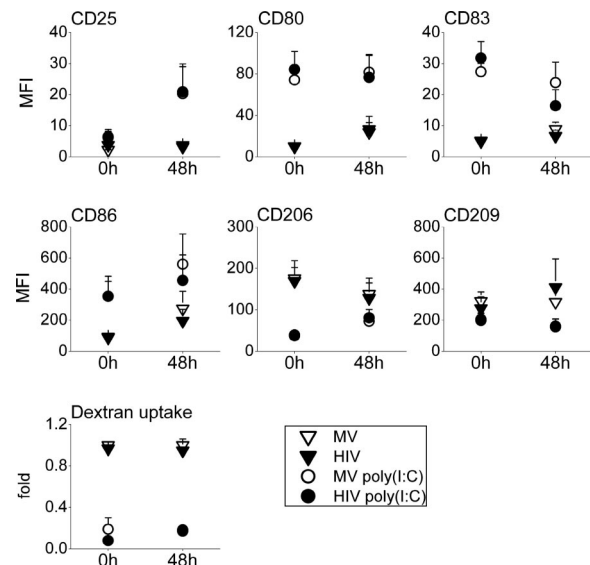 CD25 CD80 CD83
MFI
40
30
20
10
0
0h 48h
120
80
40
0
0h 48h
40
30
20
10
0
0h 48h
CD86 CD206 CD209
MFI
800
600
400
200
0
0h 48h
300
200
100
0
0h 48h
800
600
400
200
0
0h 48h
Dextran uptake
fold
1.2
0.8
0.4
0.0
0h 48h
MV
HIV
MV poly(I:C)
HIV poly(I:C)